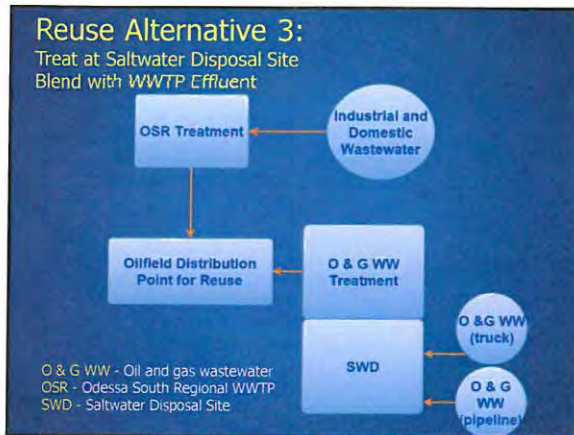 Reuse Alternative 3:
Treat at Saltwater Disposal Site
Blend with WWTP Effluent
OSR Treatment
Industrial and
Domestic
Wastewater
Oilfield Distribution
Point for Reuse
O & G WW
Treatment
O &G WW
(truck)
SWD
O & G
WW
(pipeline)
O & G WW - Oil and gas wastewater
OSR - Odessa South Regional WWTP
SWD - Saltwater Disposal Site